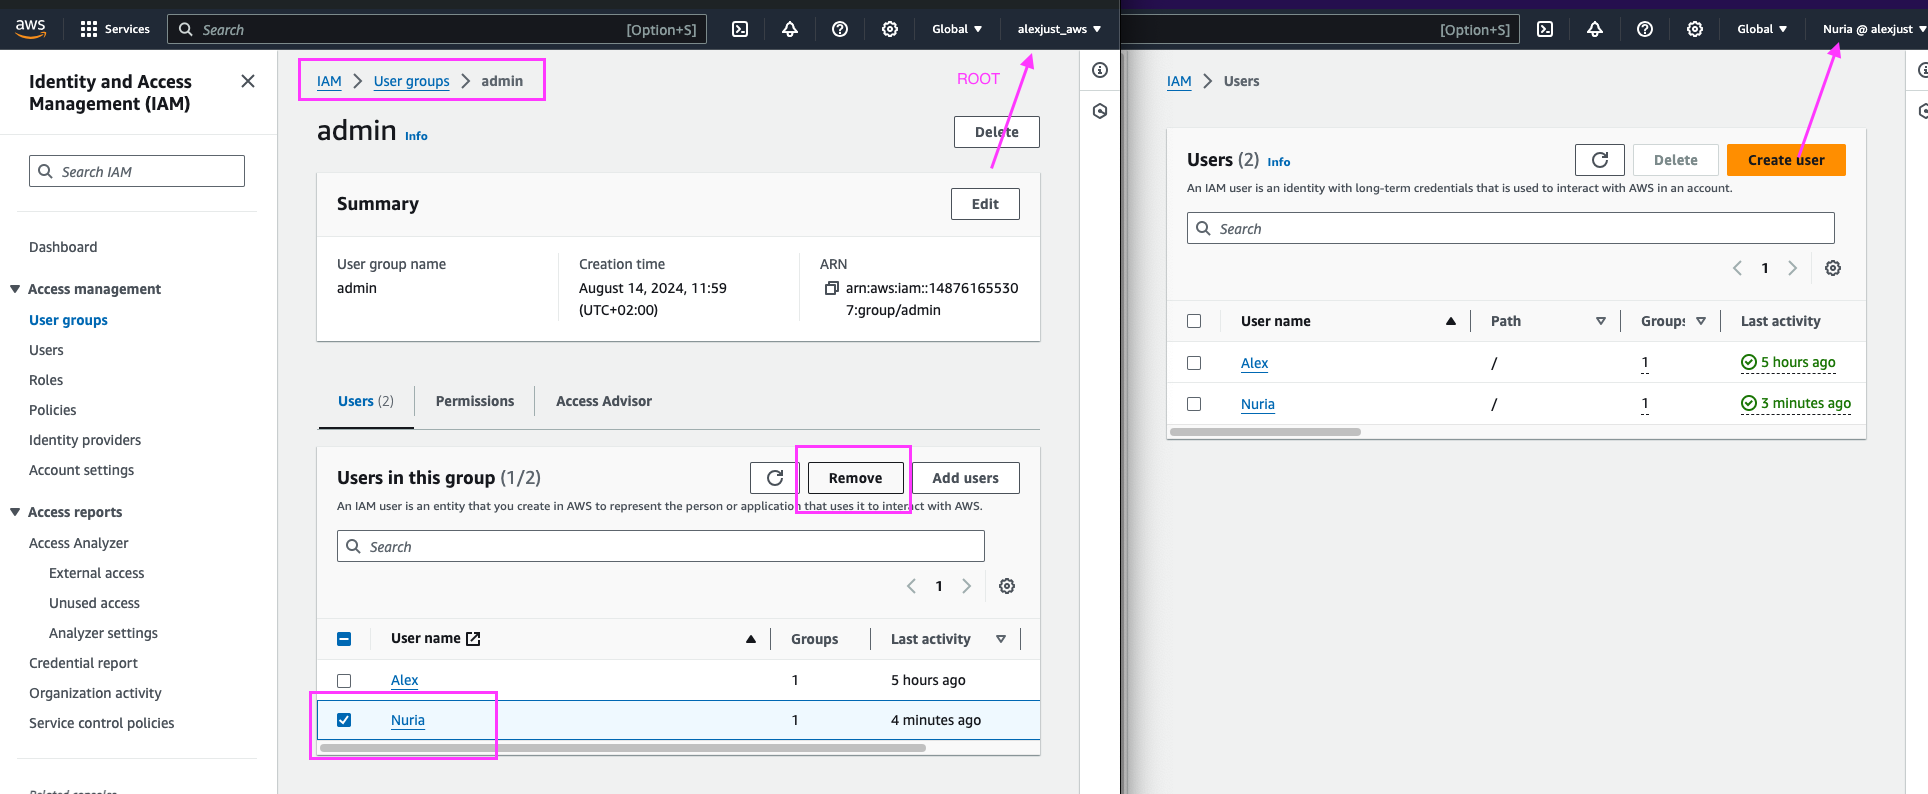 aws
Services
Search
[Option+S]
Global
alexjust_aws
[Option+S]
Global
Nuria @ alexjust
Identity and Access
Management (IAM)
Search IAM
Dashboard
Access management
User groups
Users
Roles
Policies
Identity providers
Account settings
Access reports
Access Analyzer
External access
Unused access
Analyzer settings
Credential report
Organization activity
Service control policies
Related consoles
IAM > User groups > admin
ROOT
admin Info
Delete
Summary
Edit
User group name
admin
Creation time
August 14, 2024, 11:59
(UTC+02:00)
ARN
arn:aws:iam::14876165530
7:group/admin
Users (2)
Permissions
Access Advisor
Users in this group (1/2)
Remove
Add users
An IAM user is an entity that you create in AWS to represent the person or application that uses it to interact with AWS.
Search
1
User name
Groups
Last activity
Alex
1
5 hours ago
Nuria
1
4 minutes ago
IAM > Users
Users (2) Info
Delete
Create user
An IAM user is an identity with long-term credentials that is used to interact with AWS in an account.
Search
1
User name
Path
Groups
Last activity
Alex
/
1
5 hours ago
Nuria
/
1
3 minutes ago